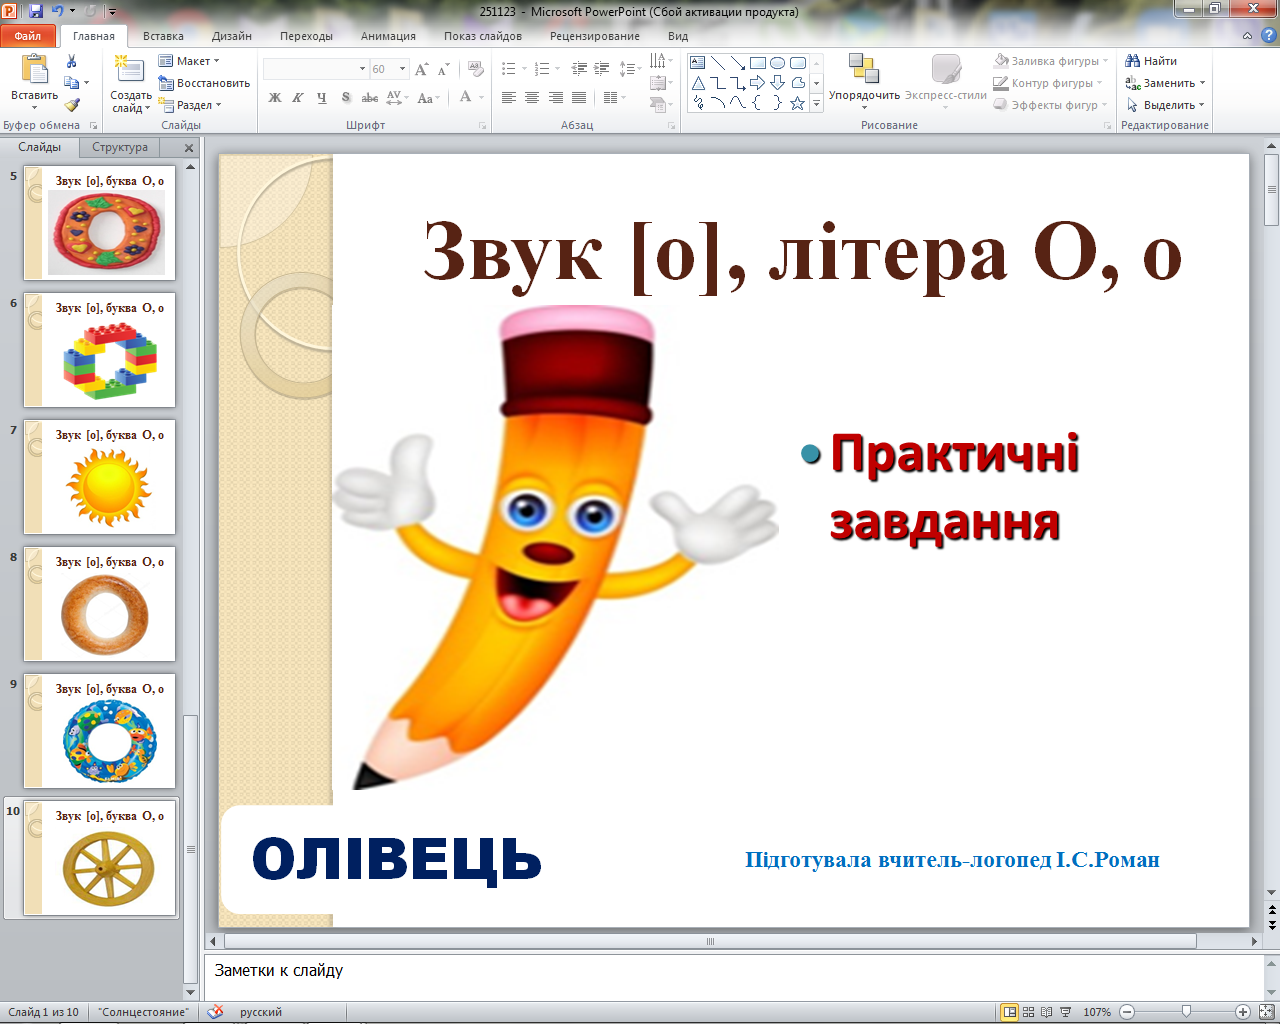 251123 - Microsoft PowerPoint (Сбой активации продукта)
Файл Главная Вставка Дизайн Переходы Анимация Показ слайдов Рецензирование Вид
Вставить
Буфер обмена
Создать слайд
Макет
Восстановить
Раздел
Слайды
60
Ж К Ч S abc AV Aa А
Шрифт
Абзац
Упорядочить
Экспресс-стили
Заливка фигуры
Контур фигуры
Эффекты фигур
Рисование
Найти
Заменить
Выделить
Редактирование
Слайды Структура
5
Звук [о], буква О, о
6
Звук [о], буква О, о
7
Звук [о], буква О, о
8
Звук [о], буква О, о
9
Звук [о], буква О, о
10
Звук [о], буква О, о
Звук [о], літера О, о
• Практичні
завдання
ОЛІВЕЦЬ
Підготувала вчитель-логопед І.С.Роман
Заметки к слайду
Слайд 1 из 10 "Солнцестояние" русский 107%